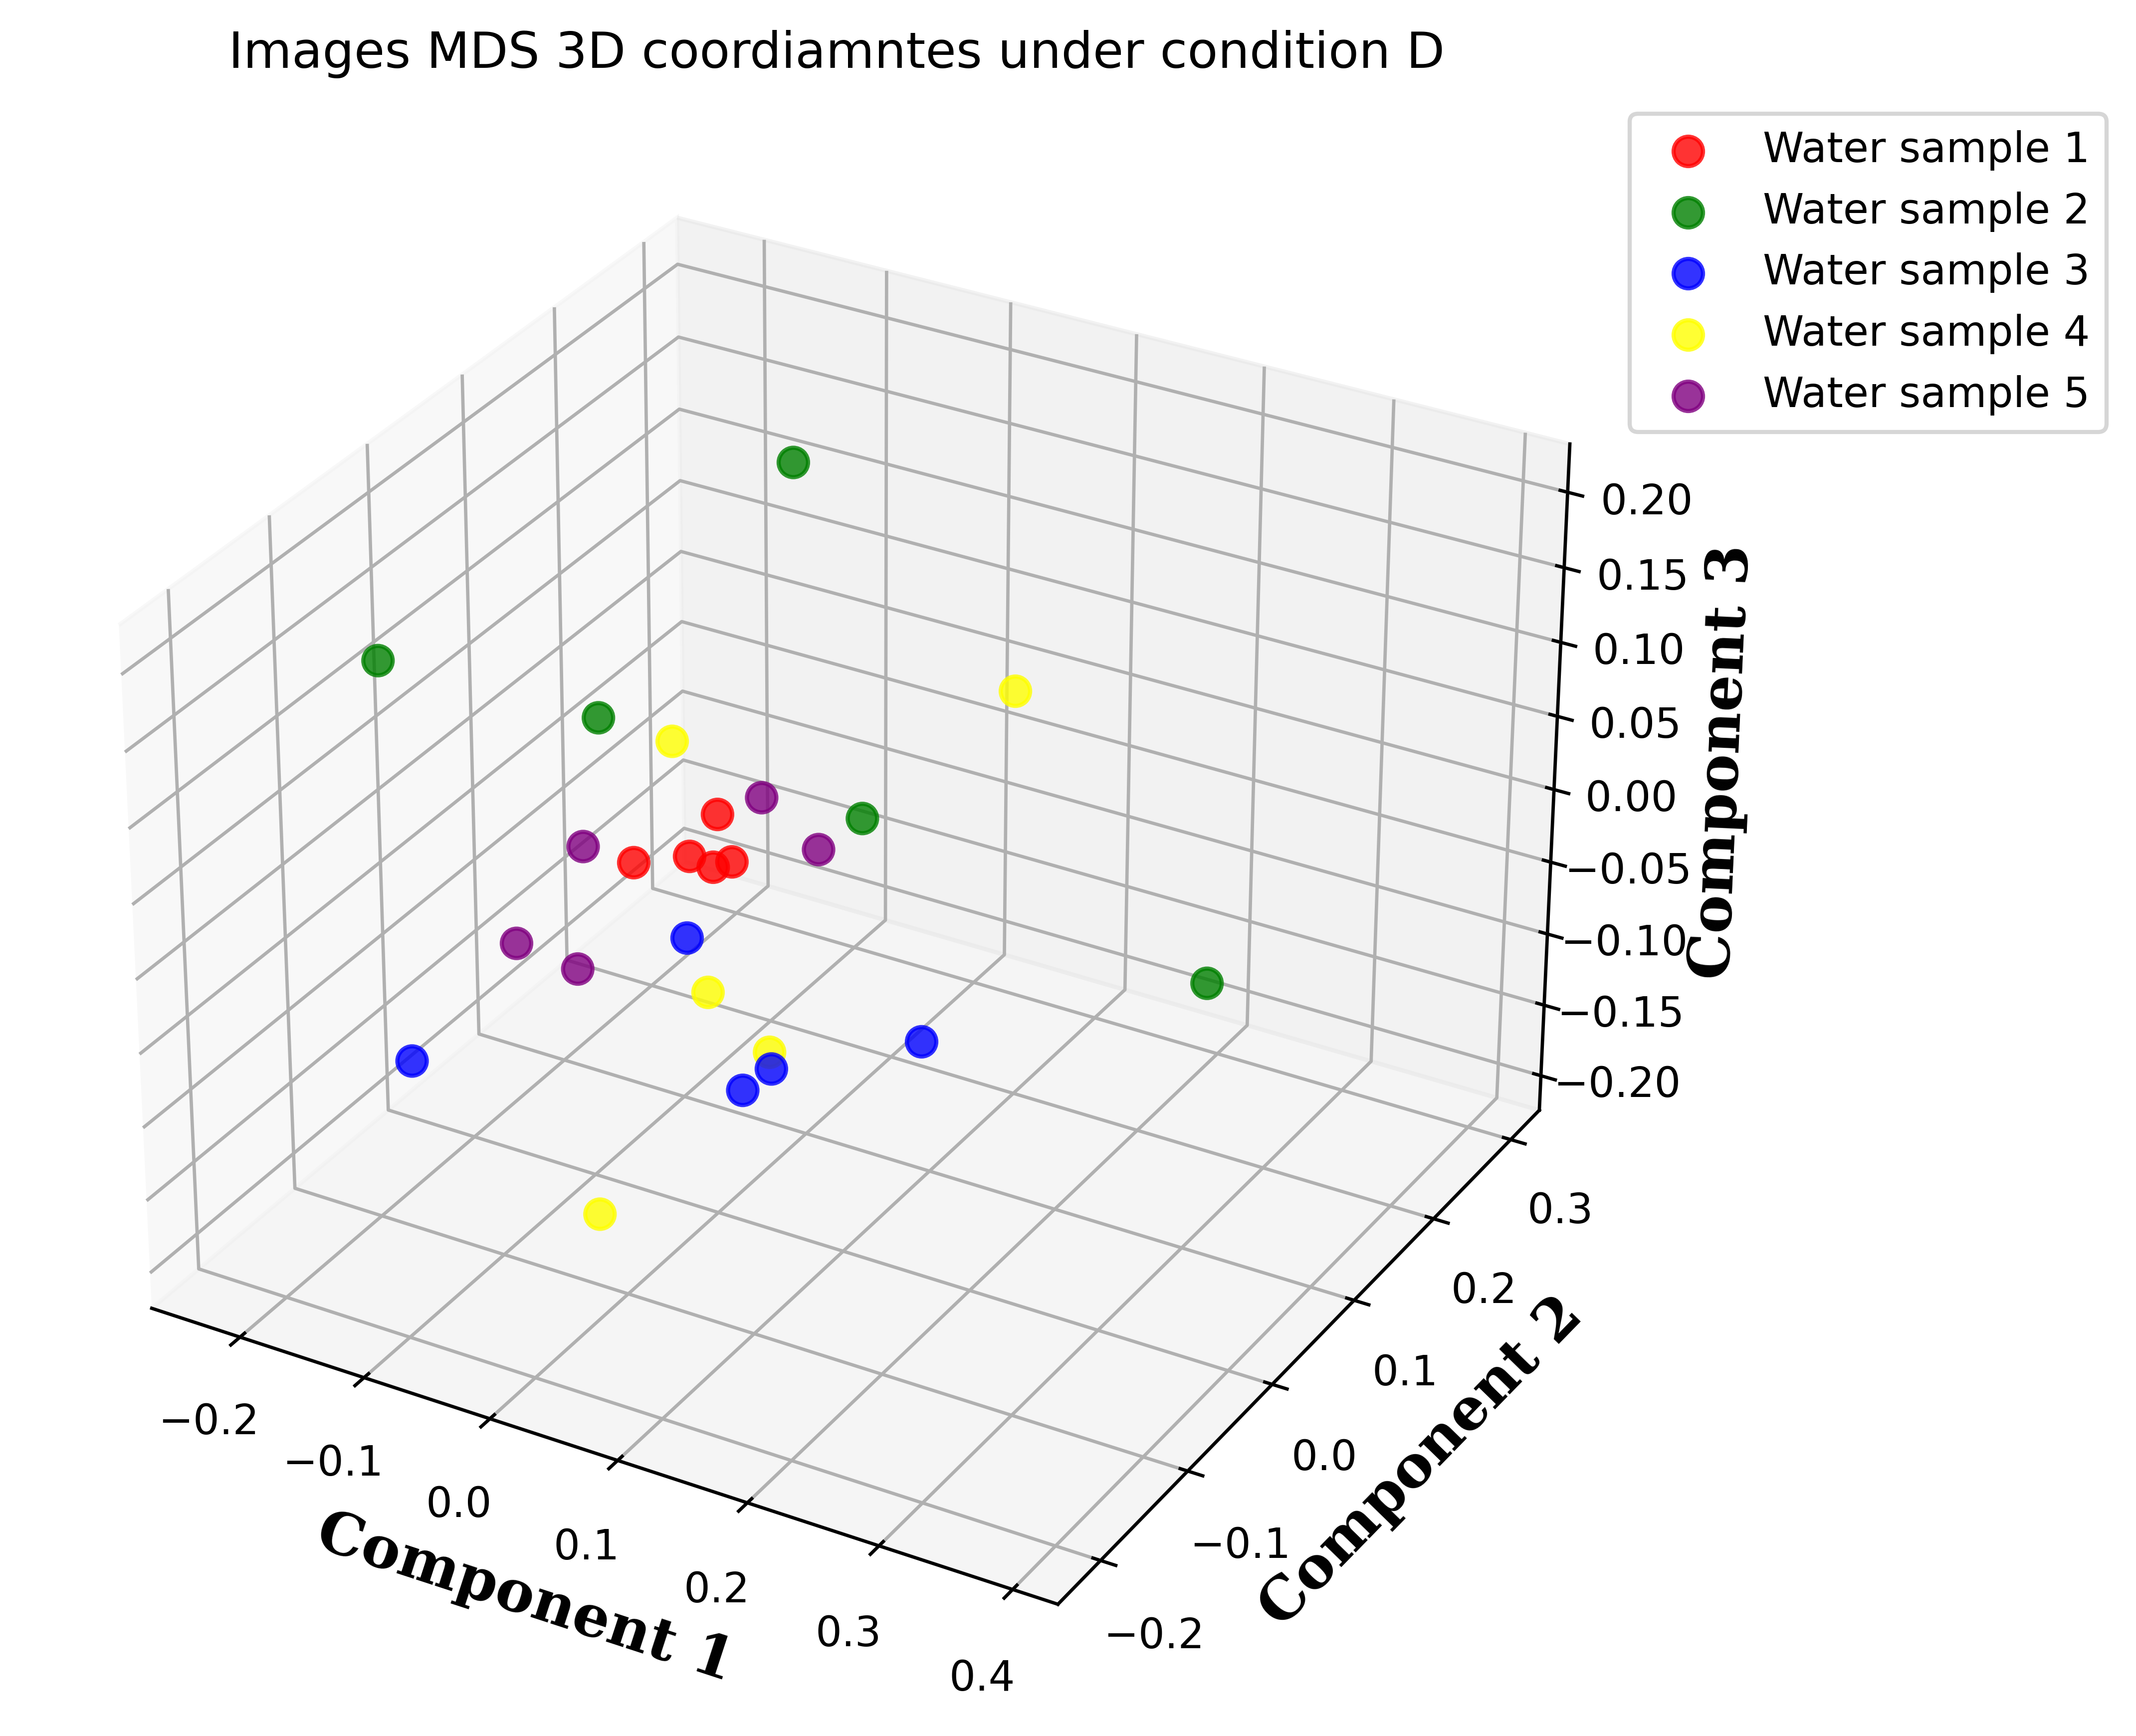 Images MDS 3D coordiamntes under condition D
Water sample 1
Water sample 2
Water sample 3
Water sample 4
Water sample 5
0.20
0.15
0.10
0.05
0.00
−0.05
−0.10
−0.15
−0.20
Component 3
0.3
0.2
0.1
0.0
−0.1
−0.2
Component 2
−0.2
−0.1
0.0
0.1
0.2
0.3
0.4
Component 1